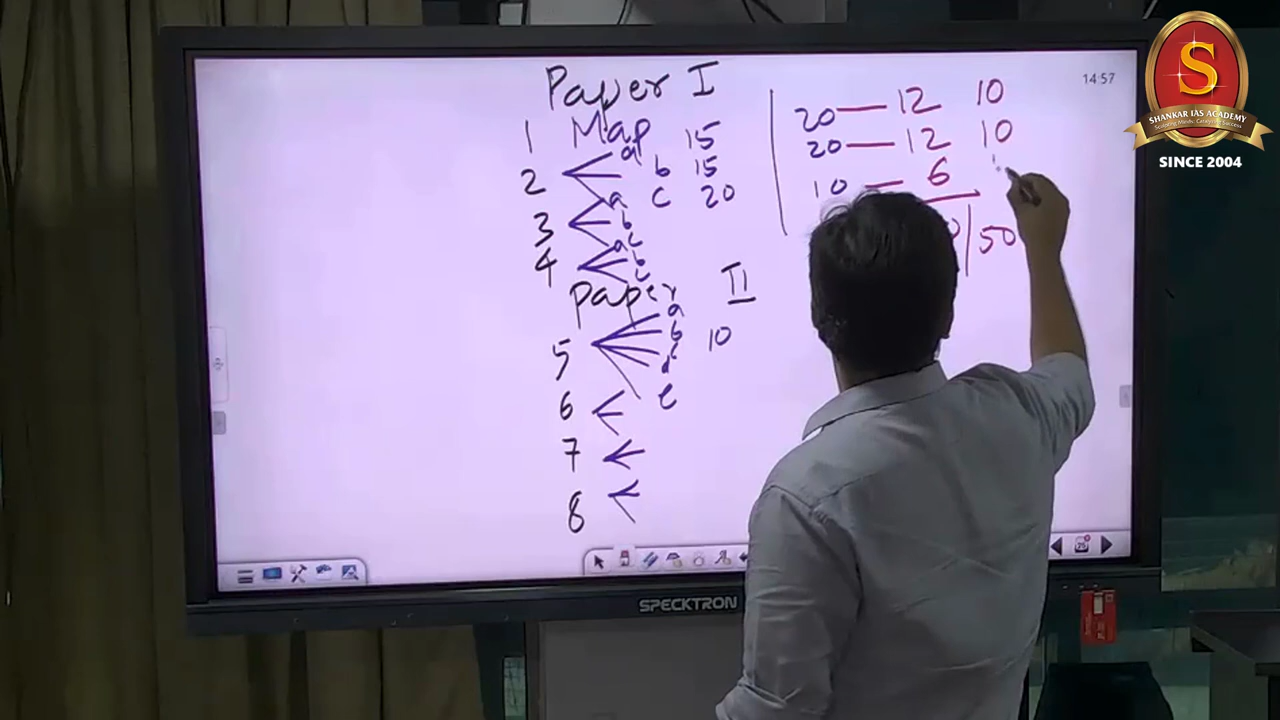 Paper I
1 Map 15
2 a
b 15
c 20
3 a
b
c
4 a
b
c
Paper II
5 a
b 10
c
d
e
6
7
8
20 — 12 10
20 — 12 10
10 — 6
50
14:57
SPECKTRON
S
SHANKAR IAS ACADEMY
SINCE 2004